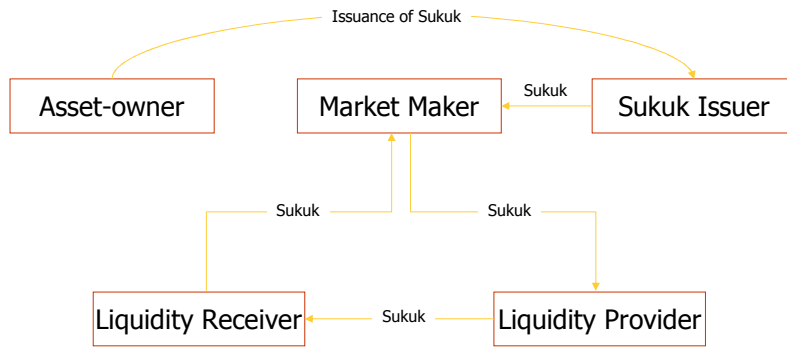 Issuance of Sukuk
Asset-owner
Market Maker
Sukuk
Sukuk Issuer
Sukuk
Sukuk
Liquidity Receiver
Sukuk
Liquidity Provider